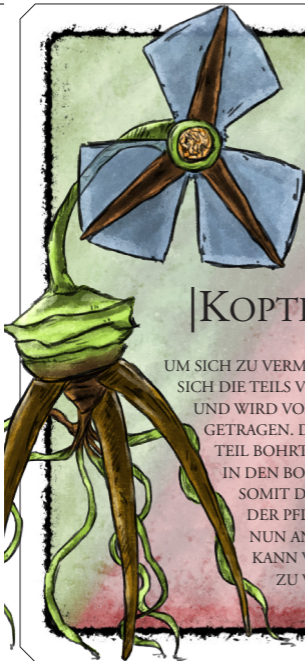 |KOPTE
UM SICH ZU VERM
SICH DIE TEILS V
UND WIRD VO
GETRAGEN. D
TEIL BOHRT
IN DEN BO
SOMIT D
DER PFL
NUN AN
KANN V
ZU V